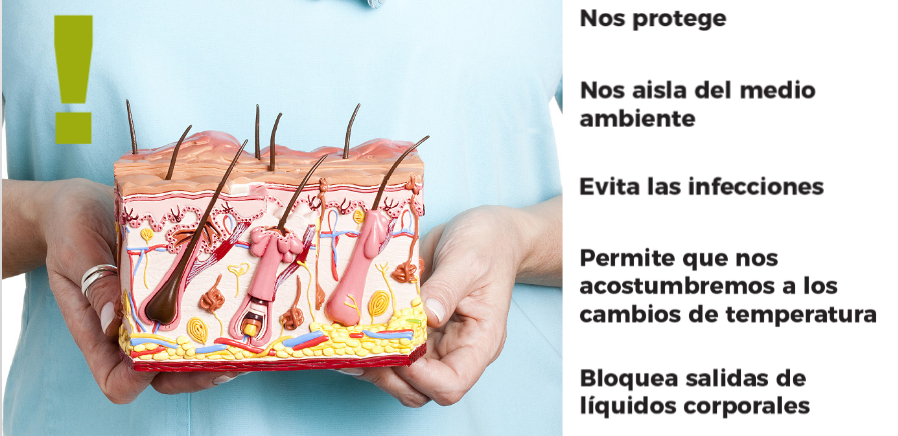 !
Nos protege
Nos aisla del medio
ambiente
Evita las infecciones
Permite que nos
acostumbremos a los
cambios de temperatura
Bloquea salidas de
líquidos corporales